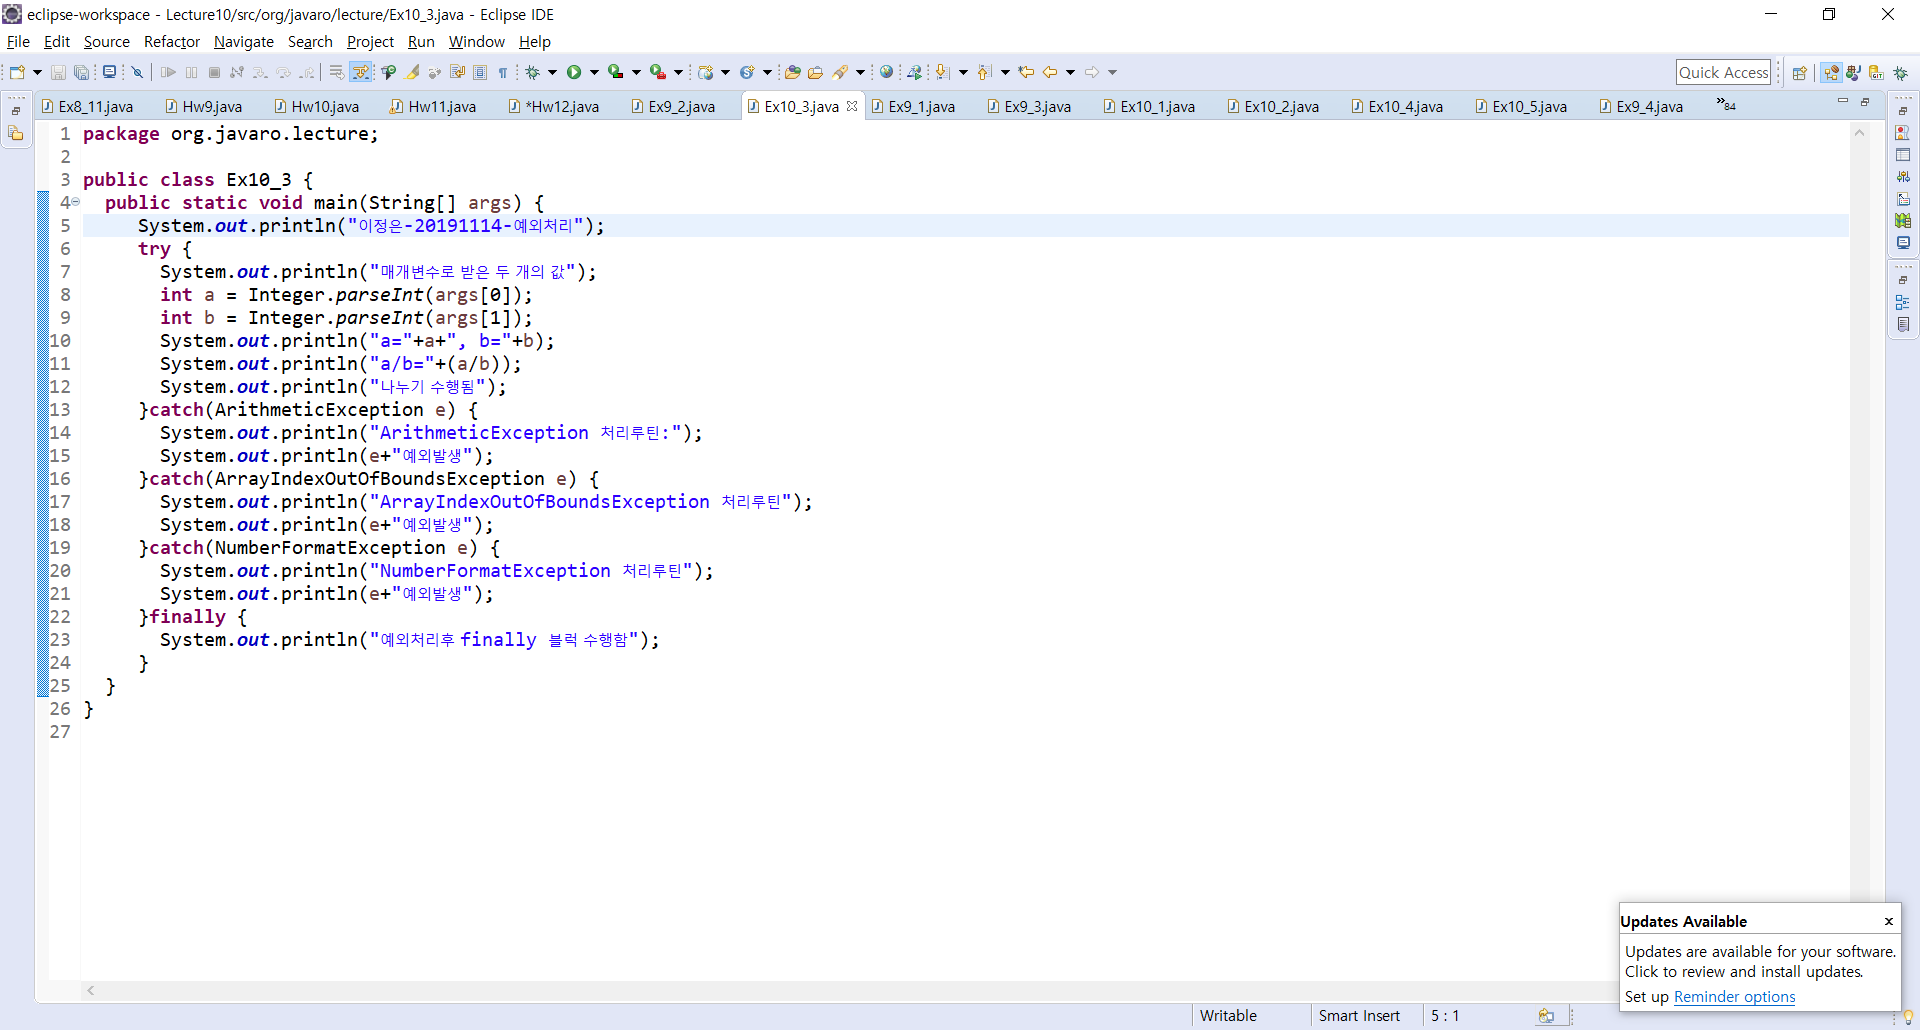 eclipse-workspace - Lecture10/src/org/javaro/lecture/Ex10_3.java - Eclipse IDE
File Edit Source Refactor Navigate Search Project Run Window Help
Quick Access
Ex8_11.java Hw9.java Hw10.java Hw11.java *Hw12.java Ex9_2.java Ex10_3.java Ex9_1.java Ex9_3.java Ex10_1.java Ex10_2.java Ex10_4.java Ex10_5.java Ex9_4.java »84
1 package org.javaro.lecture;
2
3 public class Ex10_3 {
4 public static void main(String[] args) {
5 System.out.println("이정은-20191114-예외처리");
6 try {
7 System.out.println("매개변수로 받은 두 개의 값");
8 int a = Integer.parseInt(args[0]);
9 int b = Integer.parseInt(args[1]);
10 System.out.println("a="+a+", b="+b);
11 System.out.println("a/b="+(a/b));
12 System.out.println("나누기 수행됨");
13 }catch(ArithmeticException e) {
14 System.out.println("ArithmeticException 처리루틴:");
15 System.out.println(e+"예외발생");
16 }catch(ArrayIndexOutOfBoundsException e) {
17 System.out.println("ArrayIndexOutOfBoundsException 처리루틴");
18 System.out.println(e+"예외발생");
19 }catch(NumberFormatException e) {
20 System.out.println("NumberFormatException 처리루틴");
21 System.out.println(e+"예외발생");
22 }finally {
23 System.out.println("예외처리후 finally 블럭 수행함");
24 }
25 }
26 }
27
Updates Available
Updates are available for your software.
Click to review and install updates.
Set up Reminder options
Writable Smart Insert 5 : 1